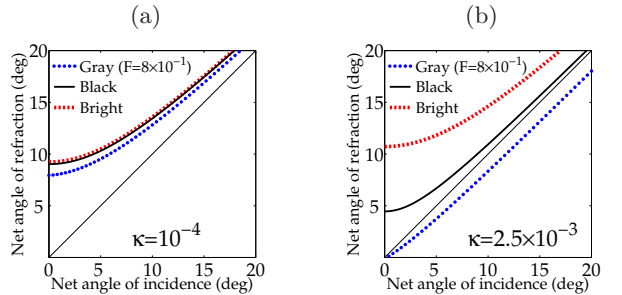 (a)
20
15
10
5
0
5
10
15
20
Net angle of refraction (deg)
Net angle of incidence (deg)
Gray (F=8×10⁻¹)
Black
Bright
κ=10⁻⁴
(b)
20
15
10
5
0
5
10
15
20
Net angle of refraction (deg)
Net angle of incidence (deg)
Gray (F=8×10⁻¹)
Black
Bright
κ=2.5×10⁻³